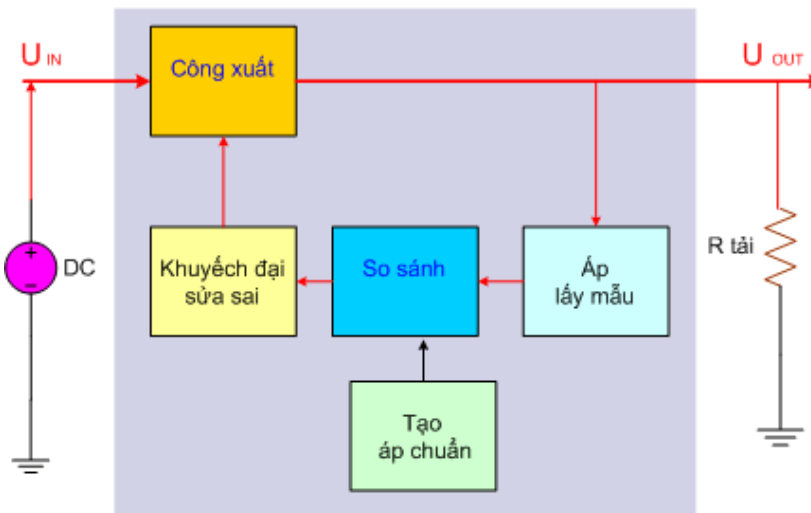 U IN
Công xuất
U OUT
DC
Khuyếch đại
sửa sai
So sánh
Áp
lấy mẫu
R tải
Tạo
áp chuẩn
+
−